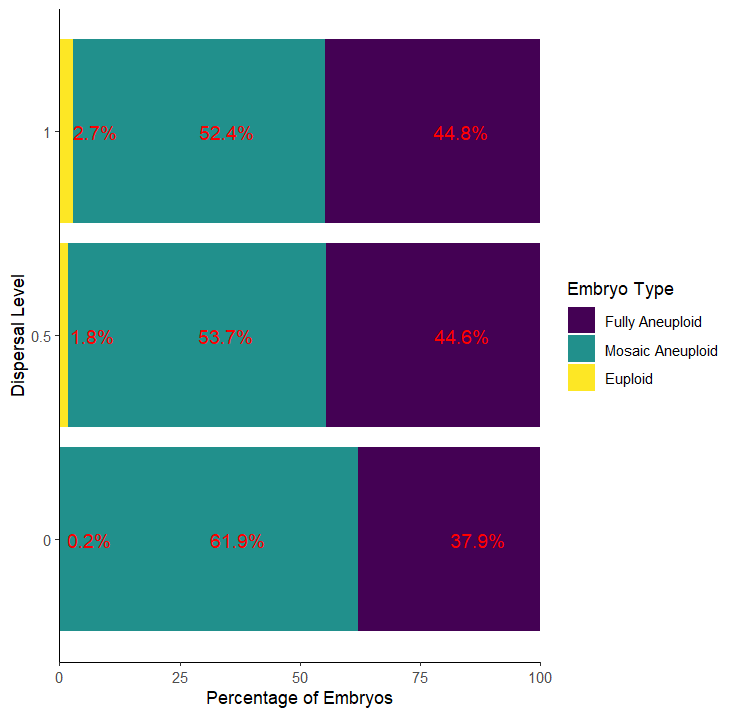 1
2.7%
52.4%
44.8%
0.5
1.8%
53.7%
44.6%
0
0.2%
61.9%
37.9%
0
25
50
75
100
Percentage of Embryos
Dispersal Level
Embryo Type
Fully Aneuploid
Mosaic Aneuploid
Euploid